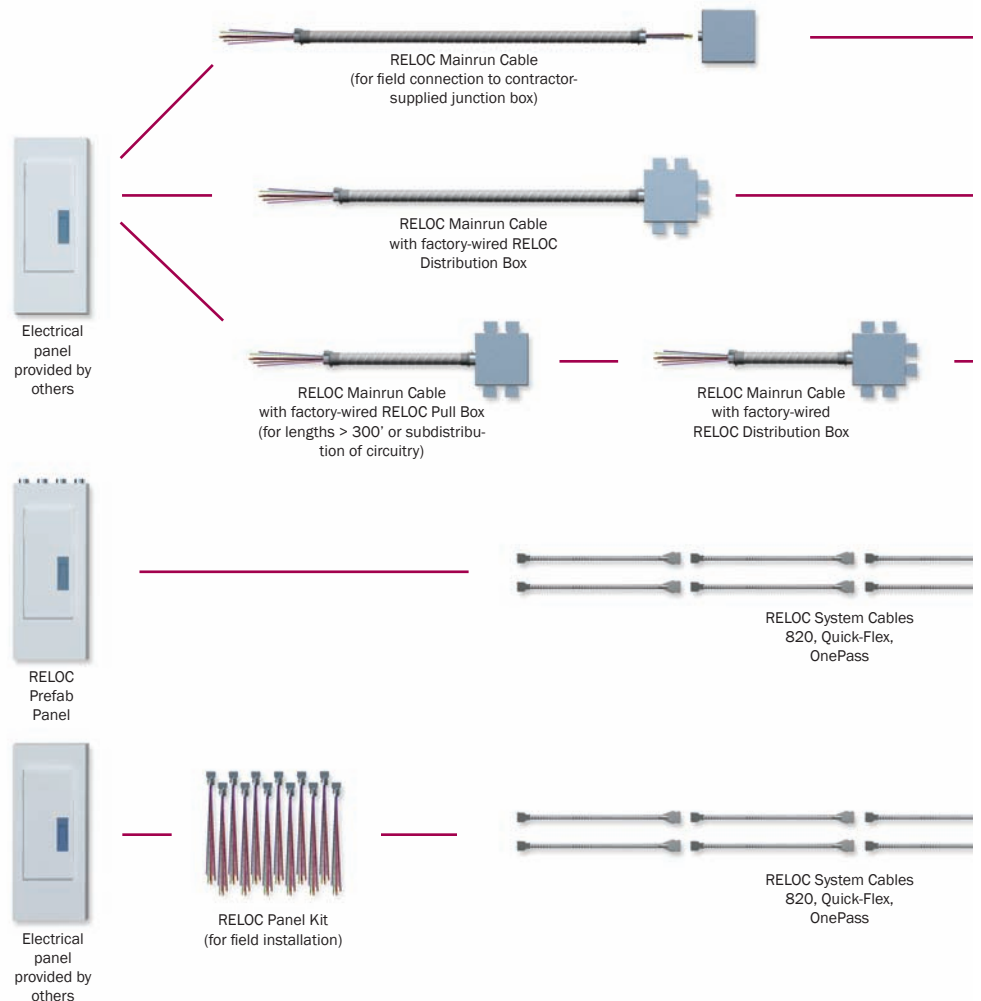 RELOC Mainrun Cable
(for field connection to contractor-
supplied junction box)
RELOC Mainrun Cable
with factory-wired RELOC
Distribution Box
Electrical
panel
provided by
others
RELOC Mainrun Cable
with factory-wired RELOC Pull Box
(for lengths > 300’ or subdistribu-
tion of circuitry)
RELOC Mainrun Cable
with factory-wired
RELOC Distribution Box
RELOC System Cables
820, Quick-Flex,
OnePass
RELOC
Prefab
Panel
RELOC System Cables
820, Quick-Flex,
OnePass
RELOC Panel Kit
(for field installation)
Electrical
panel
provided by
others